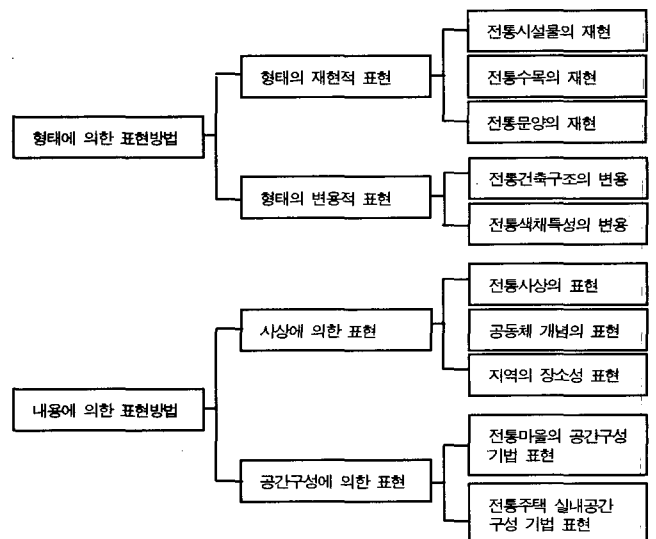 전통시설물의 재현
형태의 재현적 표현
전통수목의 재현
전통문양의 재현
형태에 의한 표현방법
전통건축구조의 변용
형태의 변용적 표현
전통색채특성의 변용
전통사상의 표현
사상에 의한 표현
공동체 개념의 표현
지역의 장소성 표현
내용에 의한 표현방법
전통마을의 공간구성
기법 표현
공간구성에 의한 표현
전통주택 실내공간
구성 기법 표현